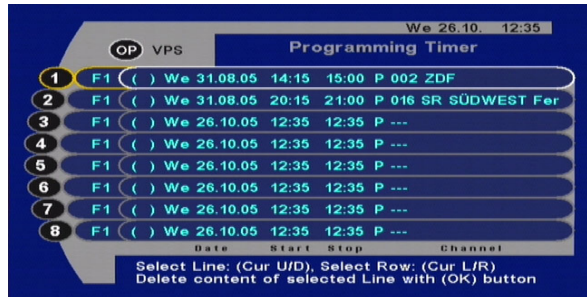 We 26.10. 12:35
OP VPS Programming Timer
1 F1 ( ) We 31.08.05 14:15 15:00 P 002 ZDF
2 F1 ( ) We 31.08.05 20:15 21:00 P 016 SR SÜDWEST Fer
3 F1 ( ) We 26.10.05 12:35 12:35 P ---
4 F1 ( ) We 26.10.05 12:35 12:35 P ---
5 F1 ( ) We 26.10.05 12:35 12:35 P ---
6 F1 ( ) We 26.10.05 12:35 12:35 P ---
7 F1 ( ) We 26.10.05 12:35 12:35 P ---
8 F1 ( ) We 26.10.05 12:35 12:35 P ---
Date Start Stop Channel
Select Line: (Cur U/D), Select Row: (Cur L/R)
Delete content of selected Line with (OK) button